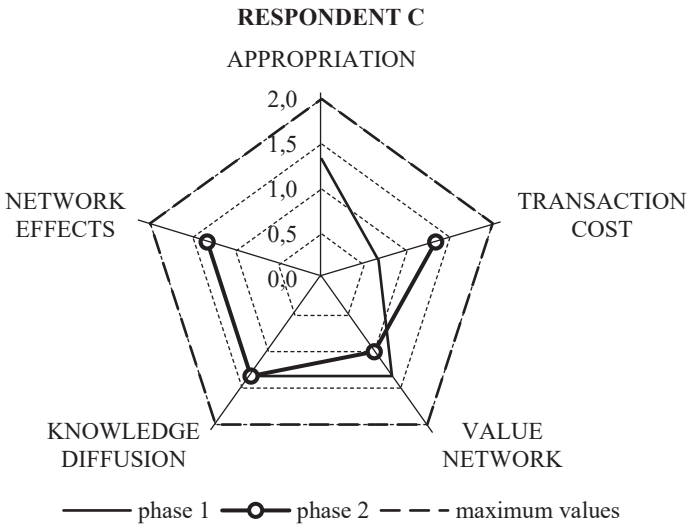 RESPONDENT C
APPROPRIATION
2,0
1,5
1,0
0,5
0,0
NETWORK
EFFECTS
TRANSACTION
COST
KNOWLEDGE
DIFFUSION
VALUE
NETWORK
phase 1 phase 2 maximum values